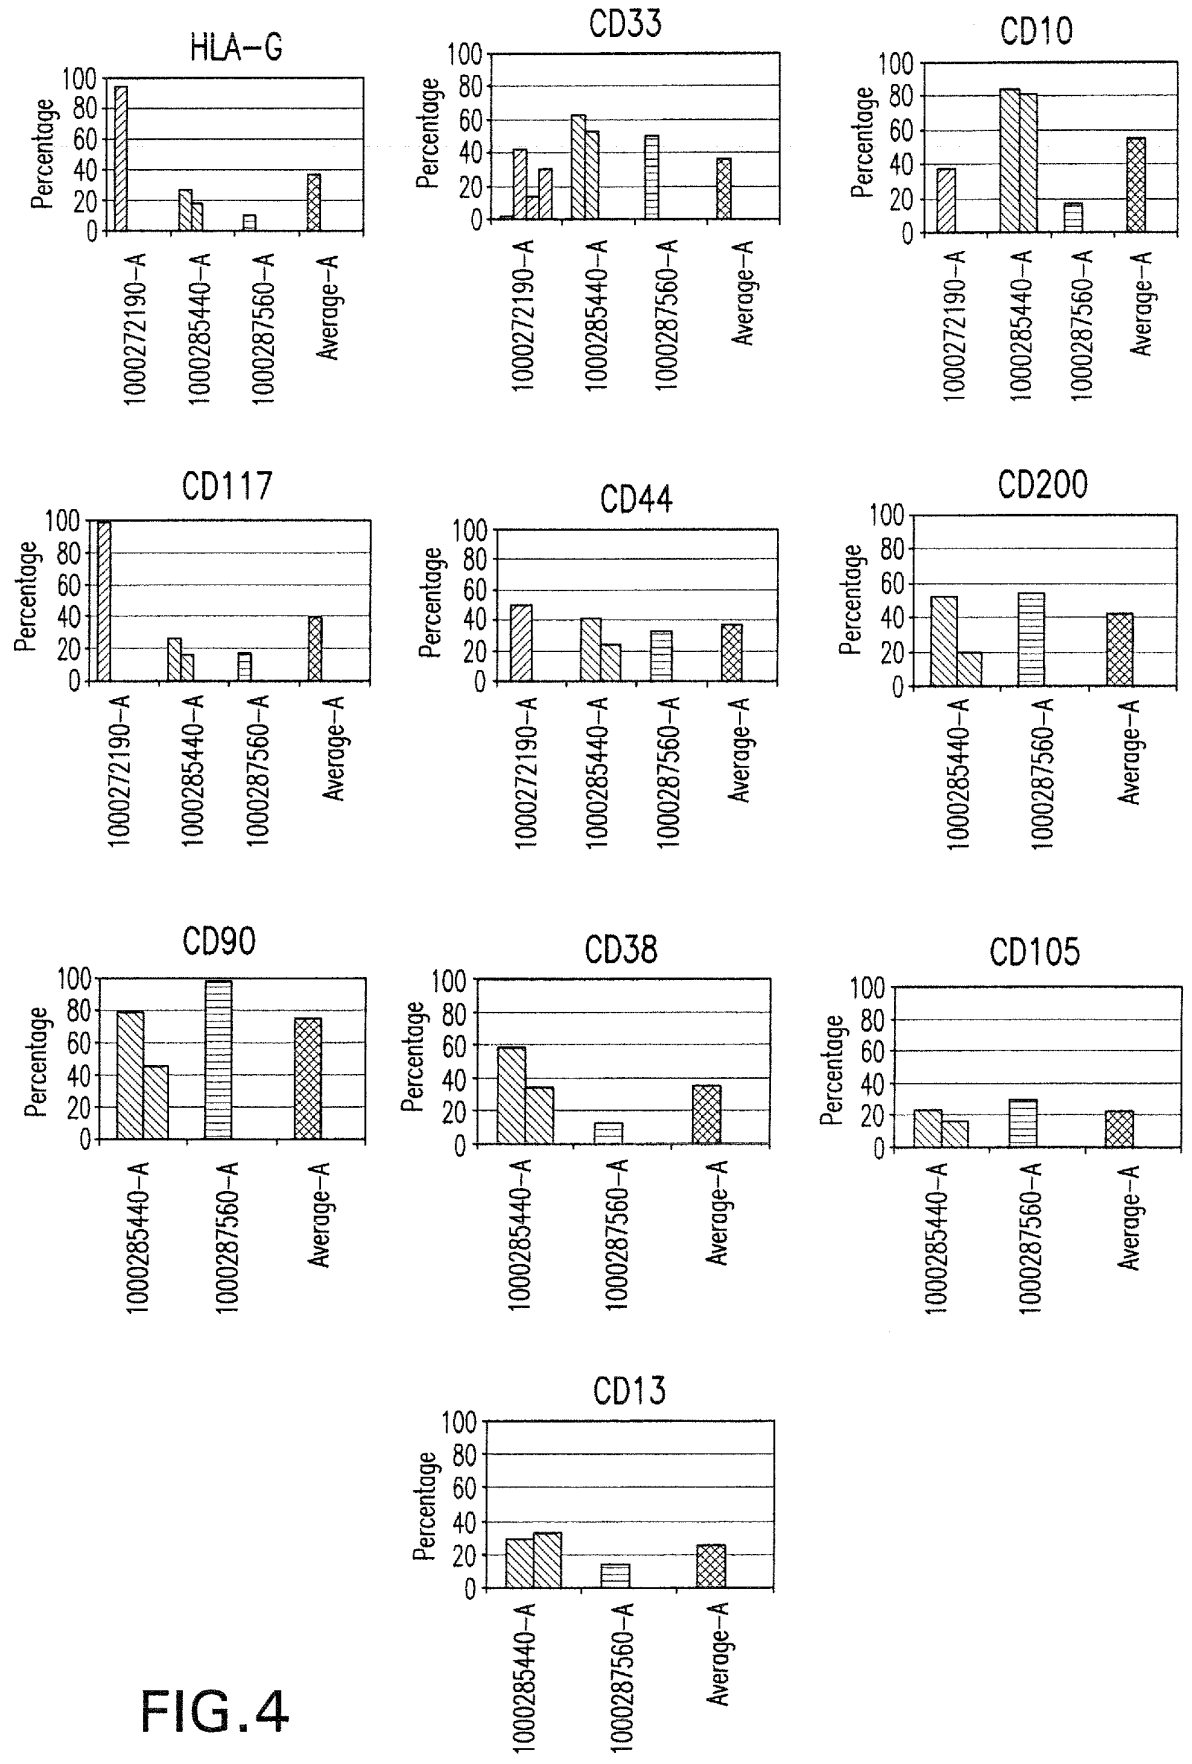 HLA-G
Percentage
100
80
60
40
20
0
1000272190-A
1000285440-A
1000287560-A
Average-A
CD33
Percentage
100
80
60
40
20
0
1000272190-A
1000285440-A
1000287560-A
Average-A
CD10
Percentage
100
80
60
40
20
0
1000272190-A
1000285440-A
1000287560-A
Average-A
CD117
Percentage
100
80
60
40
20
0
1000272190-A
1000285440-A
1000287560-A
Average-A
CD44
Percentage
100
80
60
40
20
0
1000272190-A
1000285440-A
1000287560-A
Average-A
CD200
Percentage
100
80
60
40
20
0
1000285440-A
1000287560-A
Average-A
CD90
Percentage
100
80
60
40
20
0
1000285440-A
1000287560-A
Average-A
CD38
Percentage
100
80
60
40
20
0
1000285440-A
1000287560-A
Average-A
CD105
Percentage
100
80
60
40
20
0
1000285440-A
1000287560-A
Average-A
CD13
Percentage
100
80
60
40
20
0
1000285440-A
1000287560-A
Average-A
FIG.4